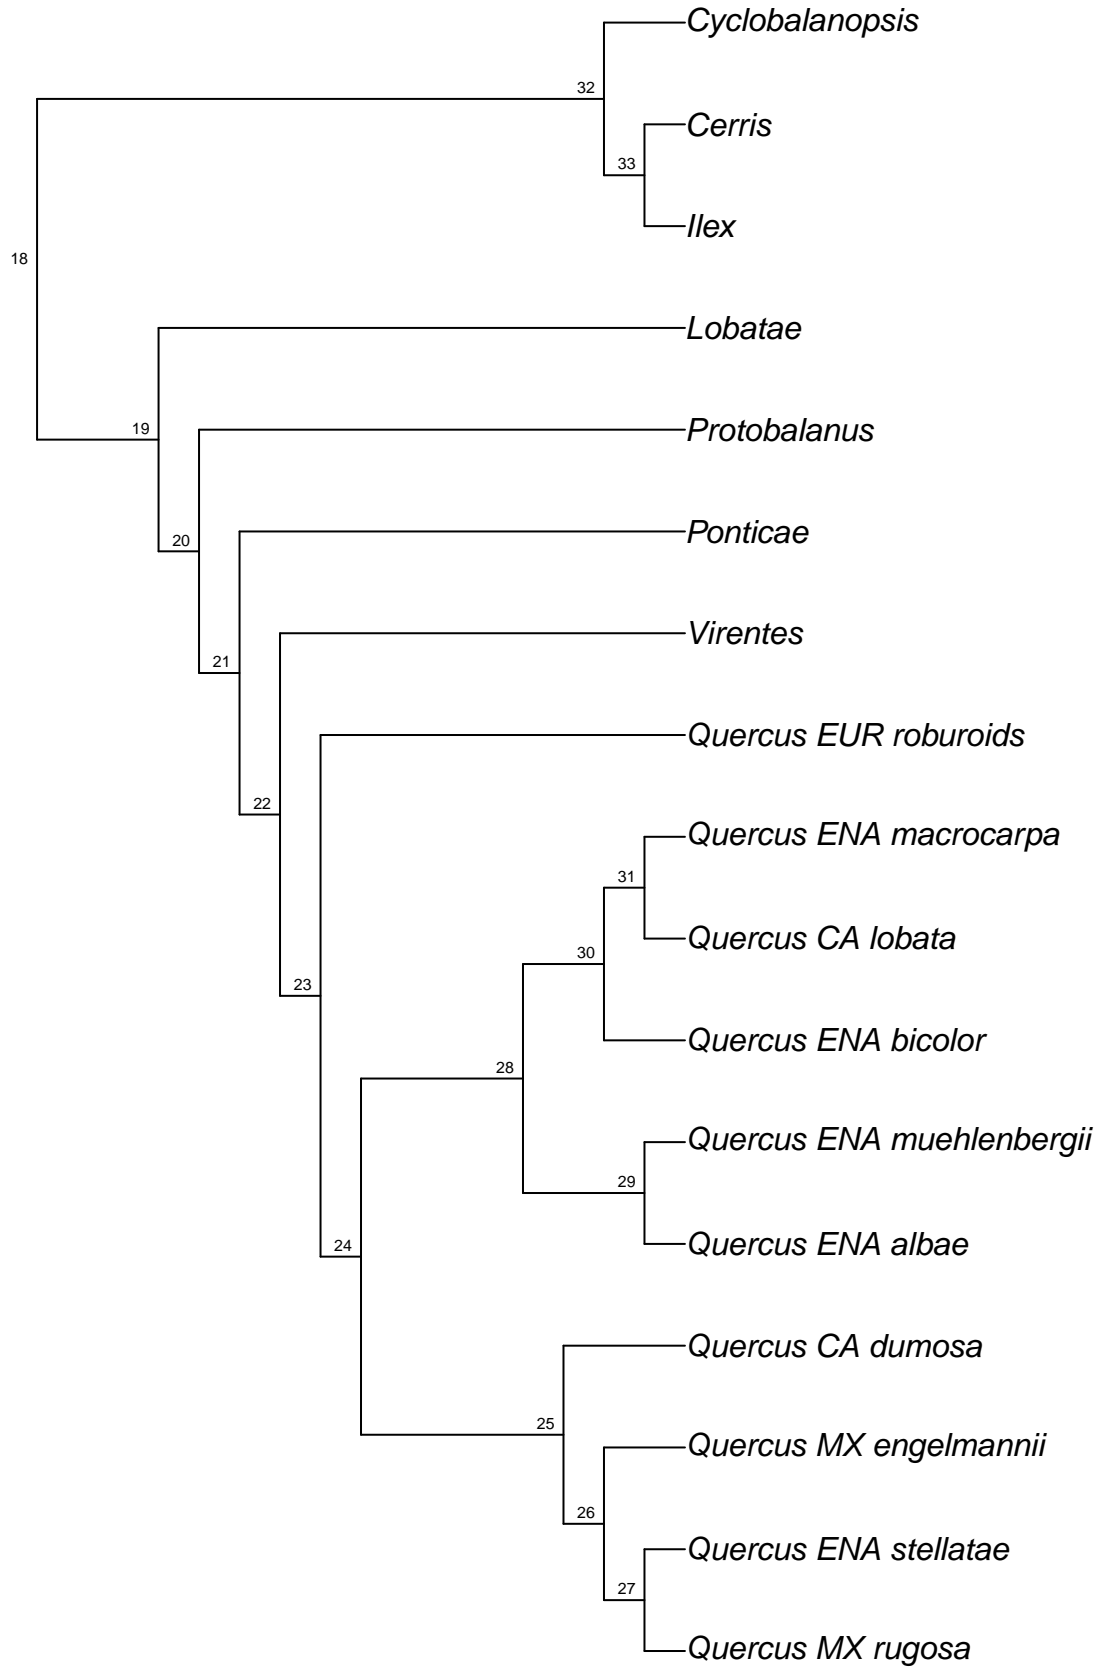 Cyclobalanopsis
32
Cerris
33
Ilex
18
Lobatae
19
Protobalanus
20
Ponticae
21
Virentes
22
Quercus EUR roburoids
Quercus ENA macrocarpa
31
Quercus CA lobata
30
23
Quercus ENA bicolor
28
Quercus ENA muehlenbergii
29
Quercus ENA albae
24
Quercus CA dumosa
25
Quercus MX engelmannii
26
Quercus ENA stellatae
27
Quercus MX rugosa